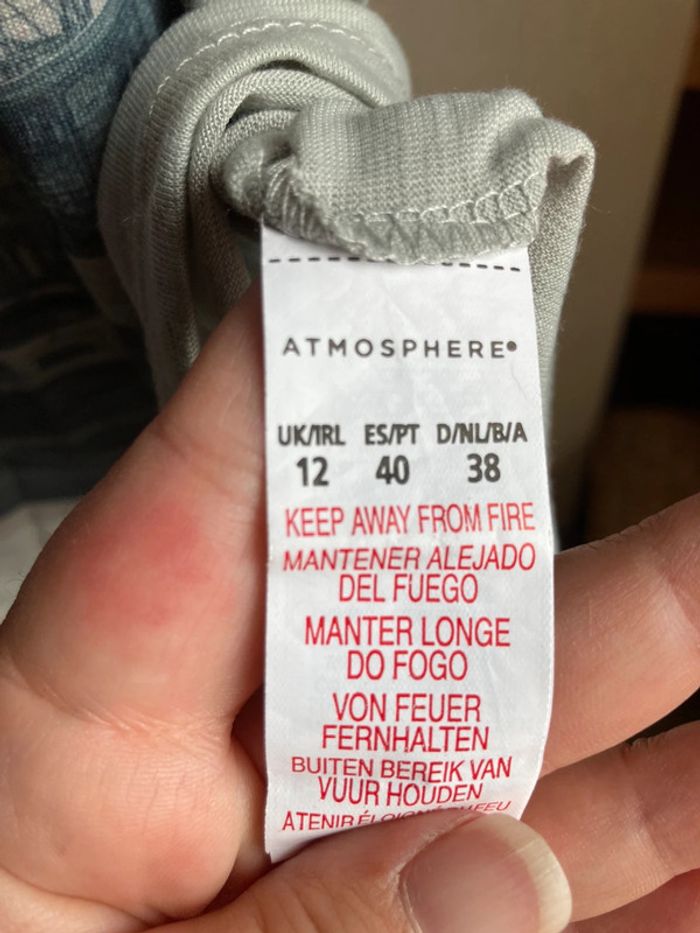 ATMOSPHERE®
UK/IRL ES/PT D/NL/B/A
12 40 38
KEEP AWAY FROM FIRE
MANTENER ALEJADO
DEL FUEGO
MANTER LONGE
DO FOGO
VON FEUER
FERNHALTEN
BUITEN BEREIK VAN
VUUR HOUDEN
ATENIR